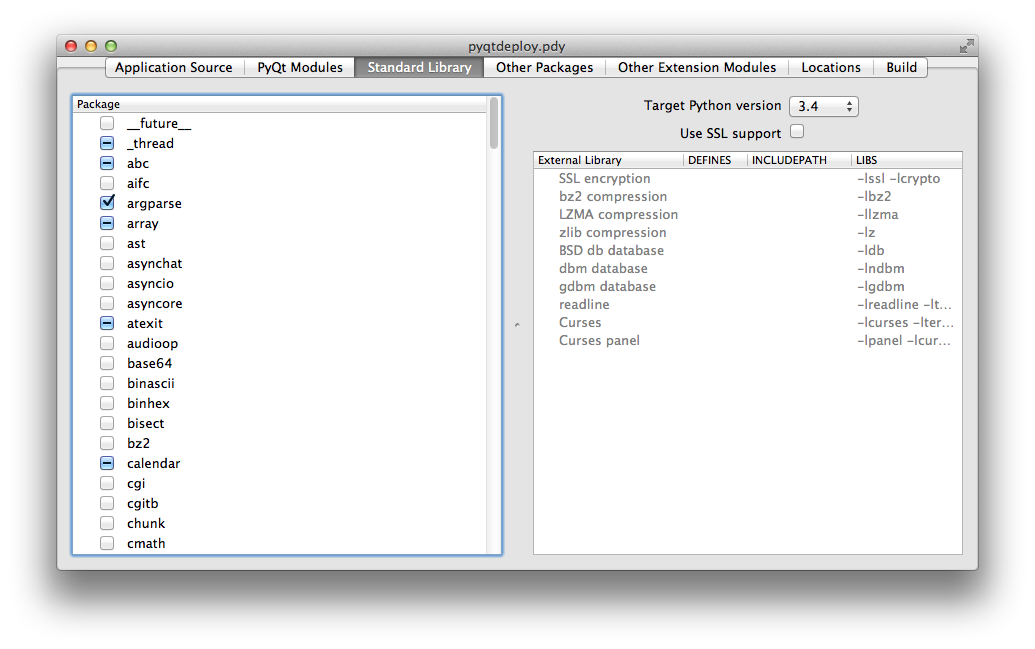 pyqtdeploy.pdy
Application Source PyQt Modules Standard Library Other Packages Other Extension Modules Locations Build
Package
__future__
_thread
abc
aifc
argparse
array
ast
asynchat
asyncio
asyncore
atexit
audioop
base64
binascii
binhex
bisect
bz2
calendar
cgi
cgitb
chunk
cmath
Target Python version 3.4
Use SSL support
External Library DEFINES INCLUDEPATH LIBS
SSL encryption -lssl -lcrypto
bz2 compression -lbz2
LZMA compression -llzma
zlib compression -lz
BSD db database -ldb
dbm database -lndbm
gdbm database -lgdbm
readline -lreadline -lt...
Curses -lcurses -lter...
Curses panel -lpanel -lcur...